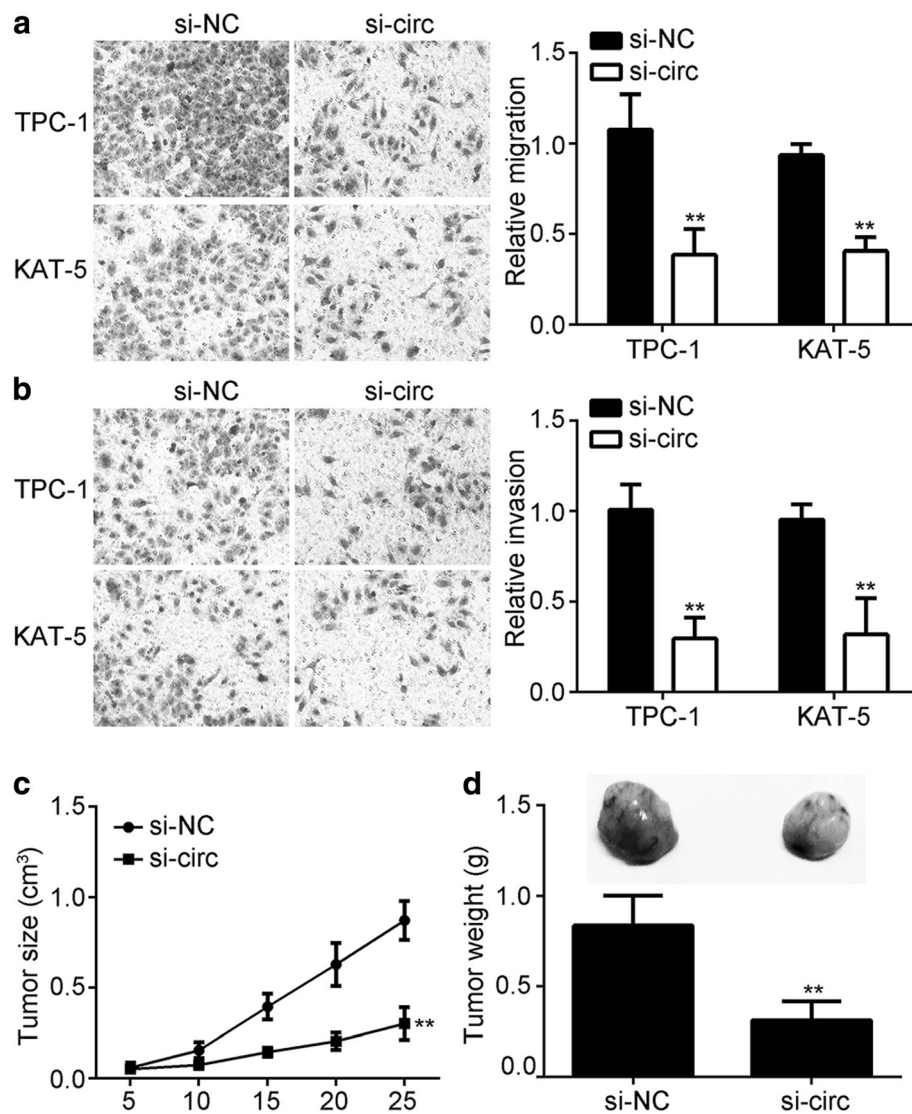 a
si-NC si-circ
TPC-1
KAT-5
si-NC
si-circ
Relative migration
1.5
1.0
0.5
0.0
**
**
TPC-1 KAT-5
b
si-NC si-circ
TPC-1
KAT-5
si-NC
si-circ
Relative invasion
1.5
1.0
0.5
0.0
**
**
TPC-1 KAT-5
c
Tumor size (cm³)
1.5
1.0
0.5
0.0
si-NC
si-circ
**
5 10 15 20 25
d
Tumor weight (g)
1.5
1.0
0.5
0.0
**
si-NC si-circ